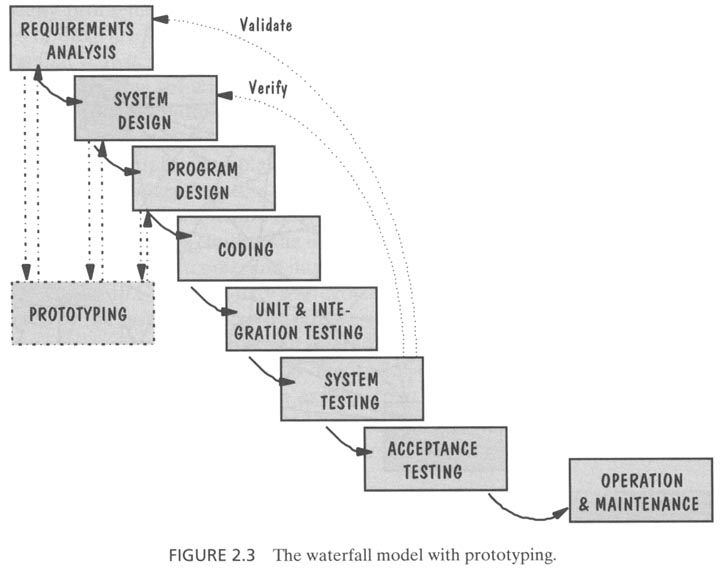 REQUIREMENTS
ANALYSIS
Validate
SYSTEM
DESIGN
Verify
PROGRAM
DESIGN
CODING
PROTOTYPING
UNIT & INTE-
GRATION TESTING
SYSTEM
TESTING
ACCEPTANCE
TESTING
OPERATION
& MAINTENANCE
FIGURE 2.3 The waterfall model with prototyping.